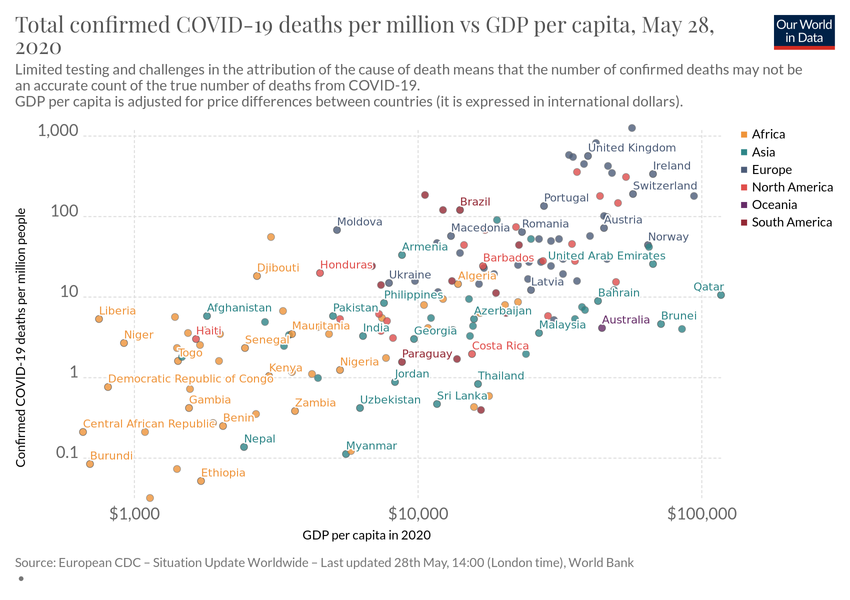 Total confirmed COVID-19 deaths per million vs GDP per capita, May 28,
2020
Our World
in Data
Limited testing and challenges in the attribution of the cause of death means that the number of confirmed deaths may not be
an accurate count of the true number of deaths from COVID-19.
GDP per capita is adjusted for price differences between countries (it is expressed in international dollars).
1,000
100
10
1
0.1
Confirmed COVID-19 deaths per million people
Africa
Asia
Europe
North America
Oceania
South America
United Kingdom
Ireland
Switzerland
Brazil
Portugal
Moldova
Macedonia
Romania
Austria
Norway
Armenia
Honduras
Barbados
United Arab Emirates
Djibouti
Ukraine
Algeria
Latvia
Philippines
Bahrain
Qatar
Liberia
Afghanistan
Pakistan
Azerbaijan
Haiti
Mauritania
India
Georgia
Malaysia
Australia
Brunei
Niger
Senegal
Togo
Nigeria
Paraguay
Costa Rica
Kenya
Jordan
Thailand
Democratic Republic of Congo
Gambia
Zambia
Uzbekistan
Sri Lanka
Central African Republic
Benin
Nepal
Myanmar
Burundi
Ethiopia
$1,000
$10,000
$100,000
GDP per capita in 2020
Source: European CDC – Situation Update Worldwide – Last updated 28th May, 14:00 (London time), World Bank